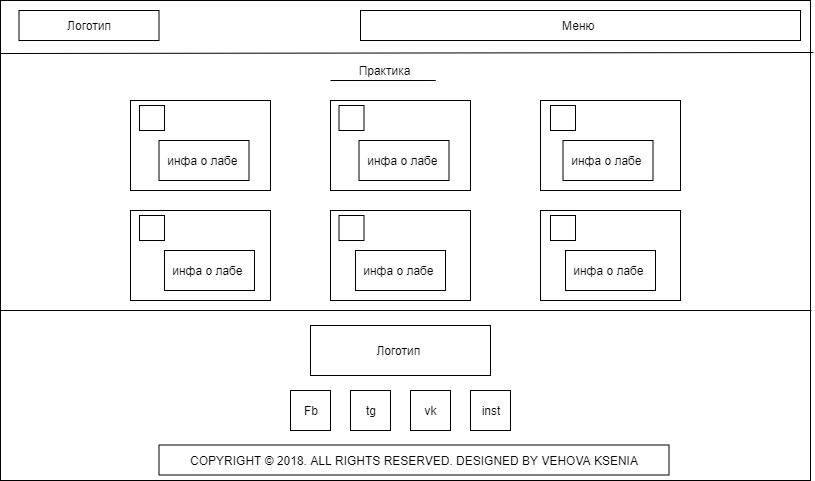 Логотип
Меню
Практика
инфа о лабе
инфа о лабе
инфа о лабе
инфа о лабе
инфа о лабе
инфа о лабе
Логотип
Fb
tg
vk
inst
COPYRIGHT © 2018. ALL RIGHTS RESERVED. DESIGNED BY VEHOVA KSENIA